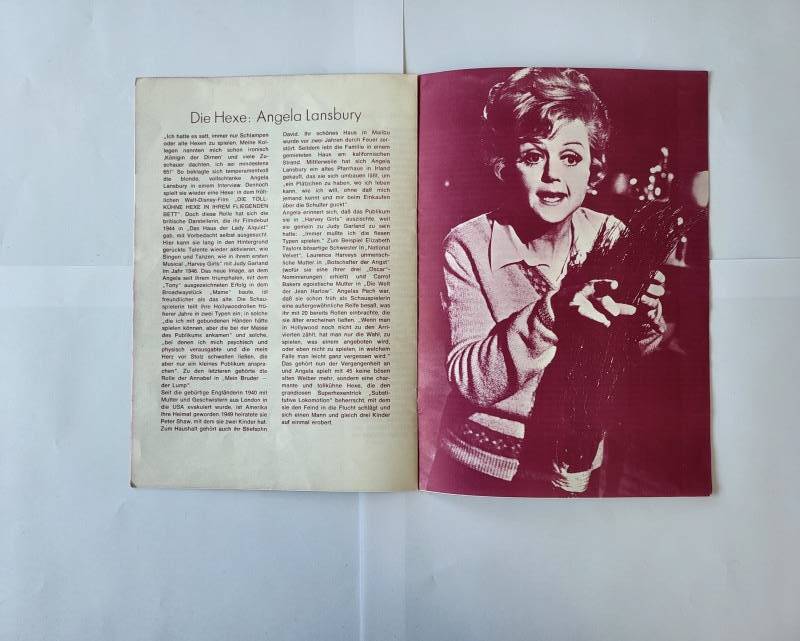 Die Hexe: Angela Lansbury
„Ich hatte es satt, immer nur Schlampen
oder alte Hexen zu spielen. Meine Kol-
legen nannten mich schon ironisch
‚Königin der Dirnen' und viele Zu-
schauer dachten, ich sei mindestens
65!" So beklagte sich temperamentvoll
die blonde, vollschlanke Angela
Lansbury in einem Interview. Dennoch
spielt sie wieder eine Hexe: in dem fröh-
lichen Walt-Disney-Film „DIE TOLL-
KÜHNE HEXE IN IHREM FLIEGENDEN
BETT". Doch diese Rolle hat sich die
britische Darstellerin, die ihr Filmdebut
1944 in „Das Haus der Lady Alquist"
gab, mit Vorbedacht selbst ausgesucht.
Hier kann sie lang in den Hintergrund
gerückte Talente wieder aktivieren, wie
Singen und Tanzen, wie in ihrem ersten
Musical „Harvey Girls" mit Judy Garland
im Jahr 1946. Das neue Image, an dem
Angela seit ihrem triumphalen, mit dem
„Tony" ausgezeichneten Erfolg in dem
Broadwaystück „Mame" baute, ist
freundlicher als das alte. Die Schau-
spielerin teilt ihre Hollywoodrollen frü-
herer Jahre in zwei Typen ein; in solche
„die ich mit gebundenen Händen hätte
spielen können, aber die bei der Masse
des Publikums ankamen" und solche,
„bei denen ich mich psychisch und
physisch verausgabte und die mein
Herz vor Stolz schwellen ließen, die
aber nur ein kleines Publikum anspra-
chen". Zu den letzteren gehörte die
Rolle der Annabel in „Mein Bruder —
der Lump".
Seit die gebürtige Engländerin 1940 mit
Mutter und Geschwistern aus London in
die USA evakuiert wurde, ist Amerika
ihre Heimat geworden. 1949 heiratete sie
Peter Shaw, mit dem sie zwei Kinder hat.
Zum Haushalt gehört auch ihr Stiefsohn
David. Ihr schönes Haus in Malibu
wurde vor zwei Jahren durch Feuer zer-
stört. Seitdem lebt die Familie in einem
gemieteten Haus am kalifornischen
Strand. Mittlerweile hat sich Angela
Lansbury ein altes Pfarrhaus in Irland
gekauft, das sie sich umbauen läßt, um
„ein Plätzchen zu haben, wo ich leben
kann, wo ich will, ohne daß mich
jemand kennt und mir beim Einkaufen
über die Schulter guckt".
Angela erinnert sich, daß das Publikum
sie in „Harvey Girls" auszischte, weil
sie gemein zu Judy Garland zu sein
hatte: „Immer mußte ich die fiesen
Typen spielen." Zum Beispiel Elizabeth
Taylors bösartige Schwester in „National
Velvet", Laurence Harveys unmensch-
liche Mutter in „Botschafter der Angst"
(wofür sie eine ihrer drei „Oscar"-
Nominierungen erhielt) und Carrol
Bakers egoistische Mutter in „Die Welt
der Jean Harlow". Angelas Pech war,
daß sie schon früh als Schauspielerin
eine außergewöhnliche Reife besaß, was
ihr mit 20 bereits Rollen einbrachte, die
sie älter erscheinen ließen. „Wenn man
in Hollywood noch nicht zu den Arri-
vierten zählt, hat man nur die Wahl, zu
spielen, was einem angeboten wird,
oder eben nicht zu spielen, in welchem
Falle man leicht ganz vergessen wird."
Das gehört nun der Vergangenheit an
und Angela spielt mit 45 keine bösen
alten Weiber mehr, sondern eine char-
mante und tollkühne Hexe, die den
grandiosen Superhexentrick „Substi-
tutive Lokomotion" beherrscht, mit dem
sie den Feind in die Flucht schlägt und
sich einen Mann und gleich drei Kinder
auf einmal erobert.